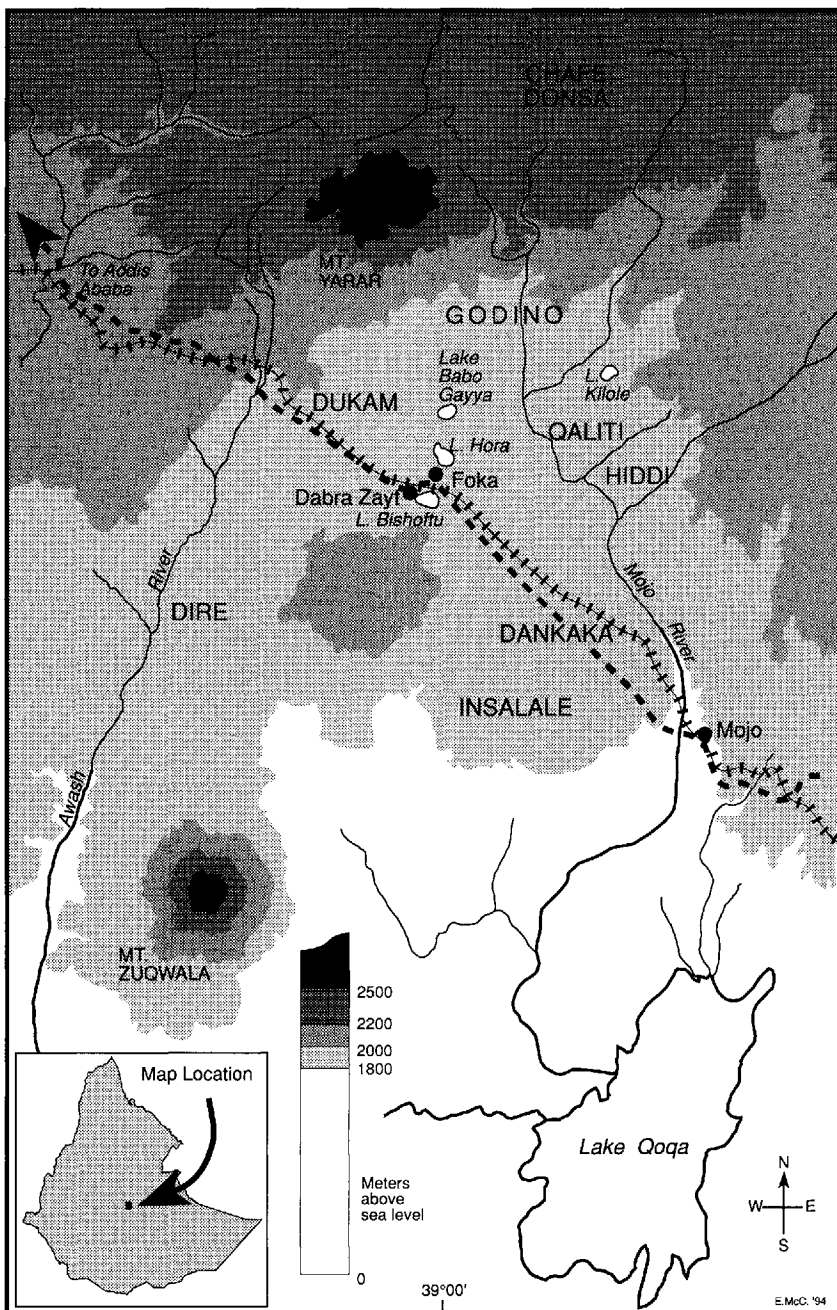 CHAFE
DONSA
MT.
YARAR
To Addis
Ababa
GODINO
Lake
Babo
Gayya
L.
Kilole
DUKAM
QALITI
L. Hora
HIDDI
Foka
Dabra Zayt
L. Bishoftu
River
Mojo
River
DIRE
DANKAKA
INSALALE
Mojo
Awash
MT.
ZUQWALA
2500
2200
2000
1800
Map Location
Meters
above
sea level
0
Lake Qoqa
N
W E
S
39°00'
E.McC. '94